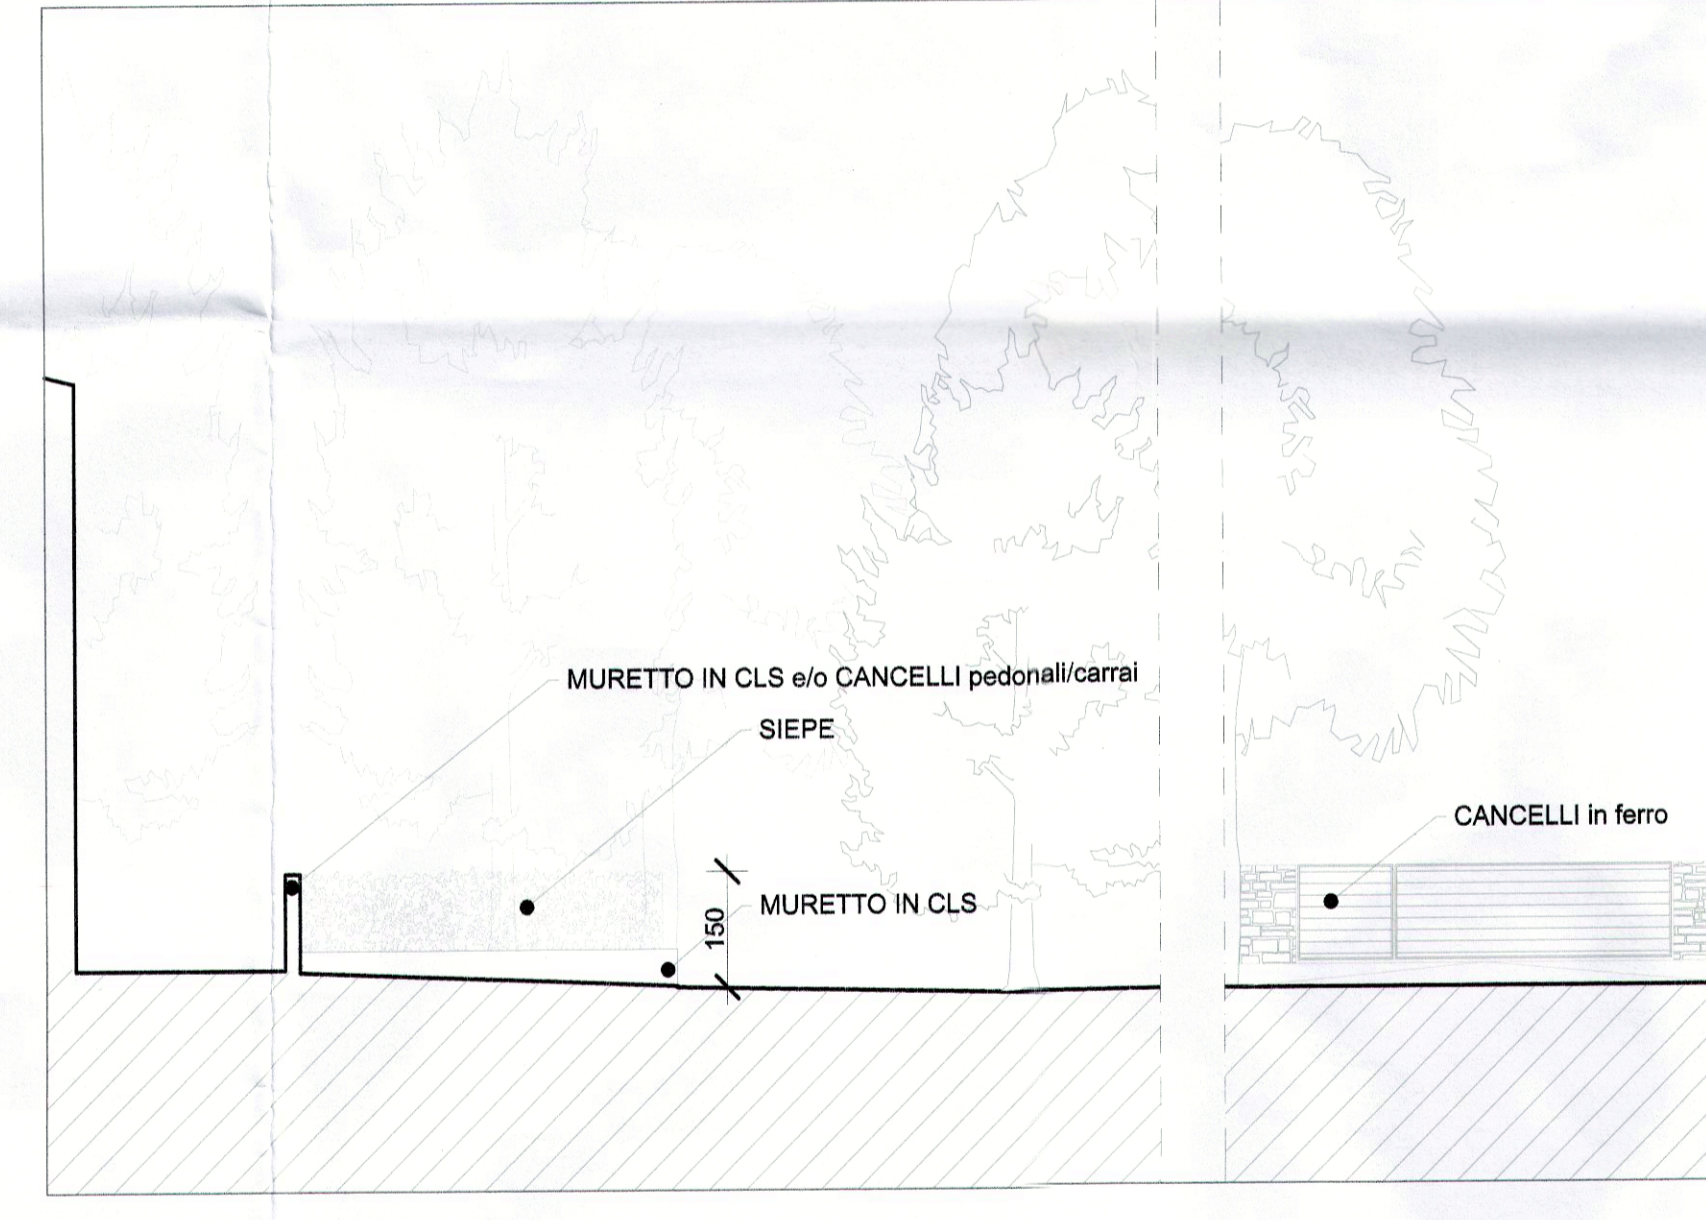 MURETTO IN CLS e/o CANCELLI pedonali/carrai
SIEPE
CANCELLI in ferro
MURETTO IN CLS
150